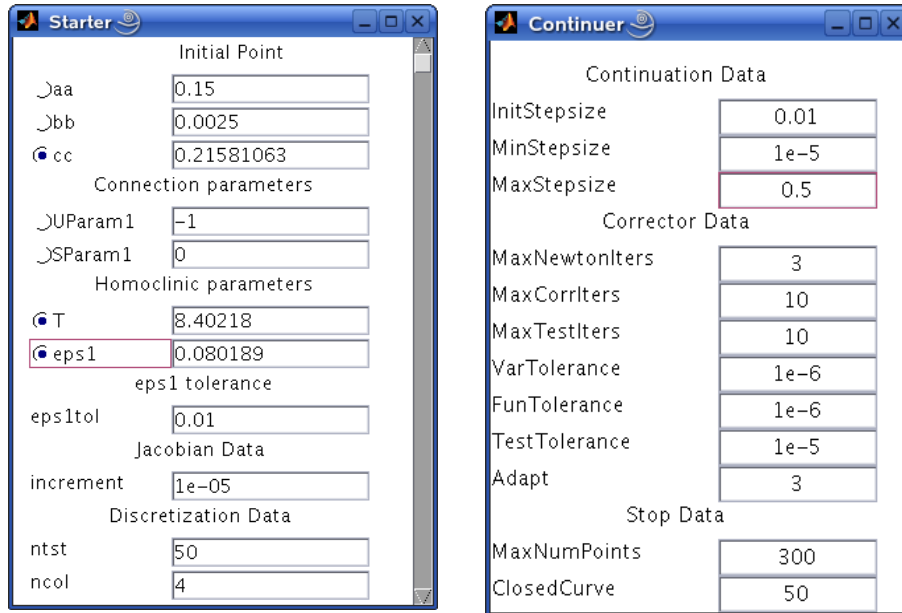 Starter
Initial Point
aa 0.15
bb 0.0025
cc 0.21581063
Connection parameters
UParam1 -1
SParam1 0
Homoclinic parameters
T 8.40218
eps1 0.080189
eps1 tolerance
eps1tol 0.01
Jacobian Data
increment 1e-05
Discretization Data
ntst 50
ncol 4
Continuer
Continuation Data
InitStepsize 0.01
MinStepsize 1e-5
MaxStepsize 0.5
Corrector Data
MaxNewtonIters 3
MaxCorrIters 10
MaxTestIters 10
VarTolerance 1e-6
FunTolerance 1e-6
TestTolerance 1e-5
Adapt 3
Stop Data
MaxNumPoints 300
ClosedCurve 50